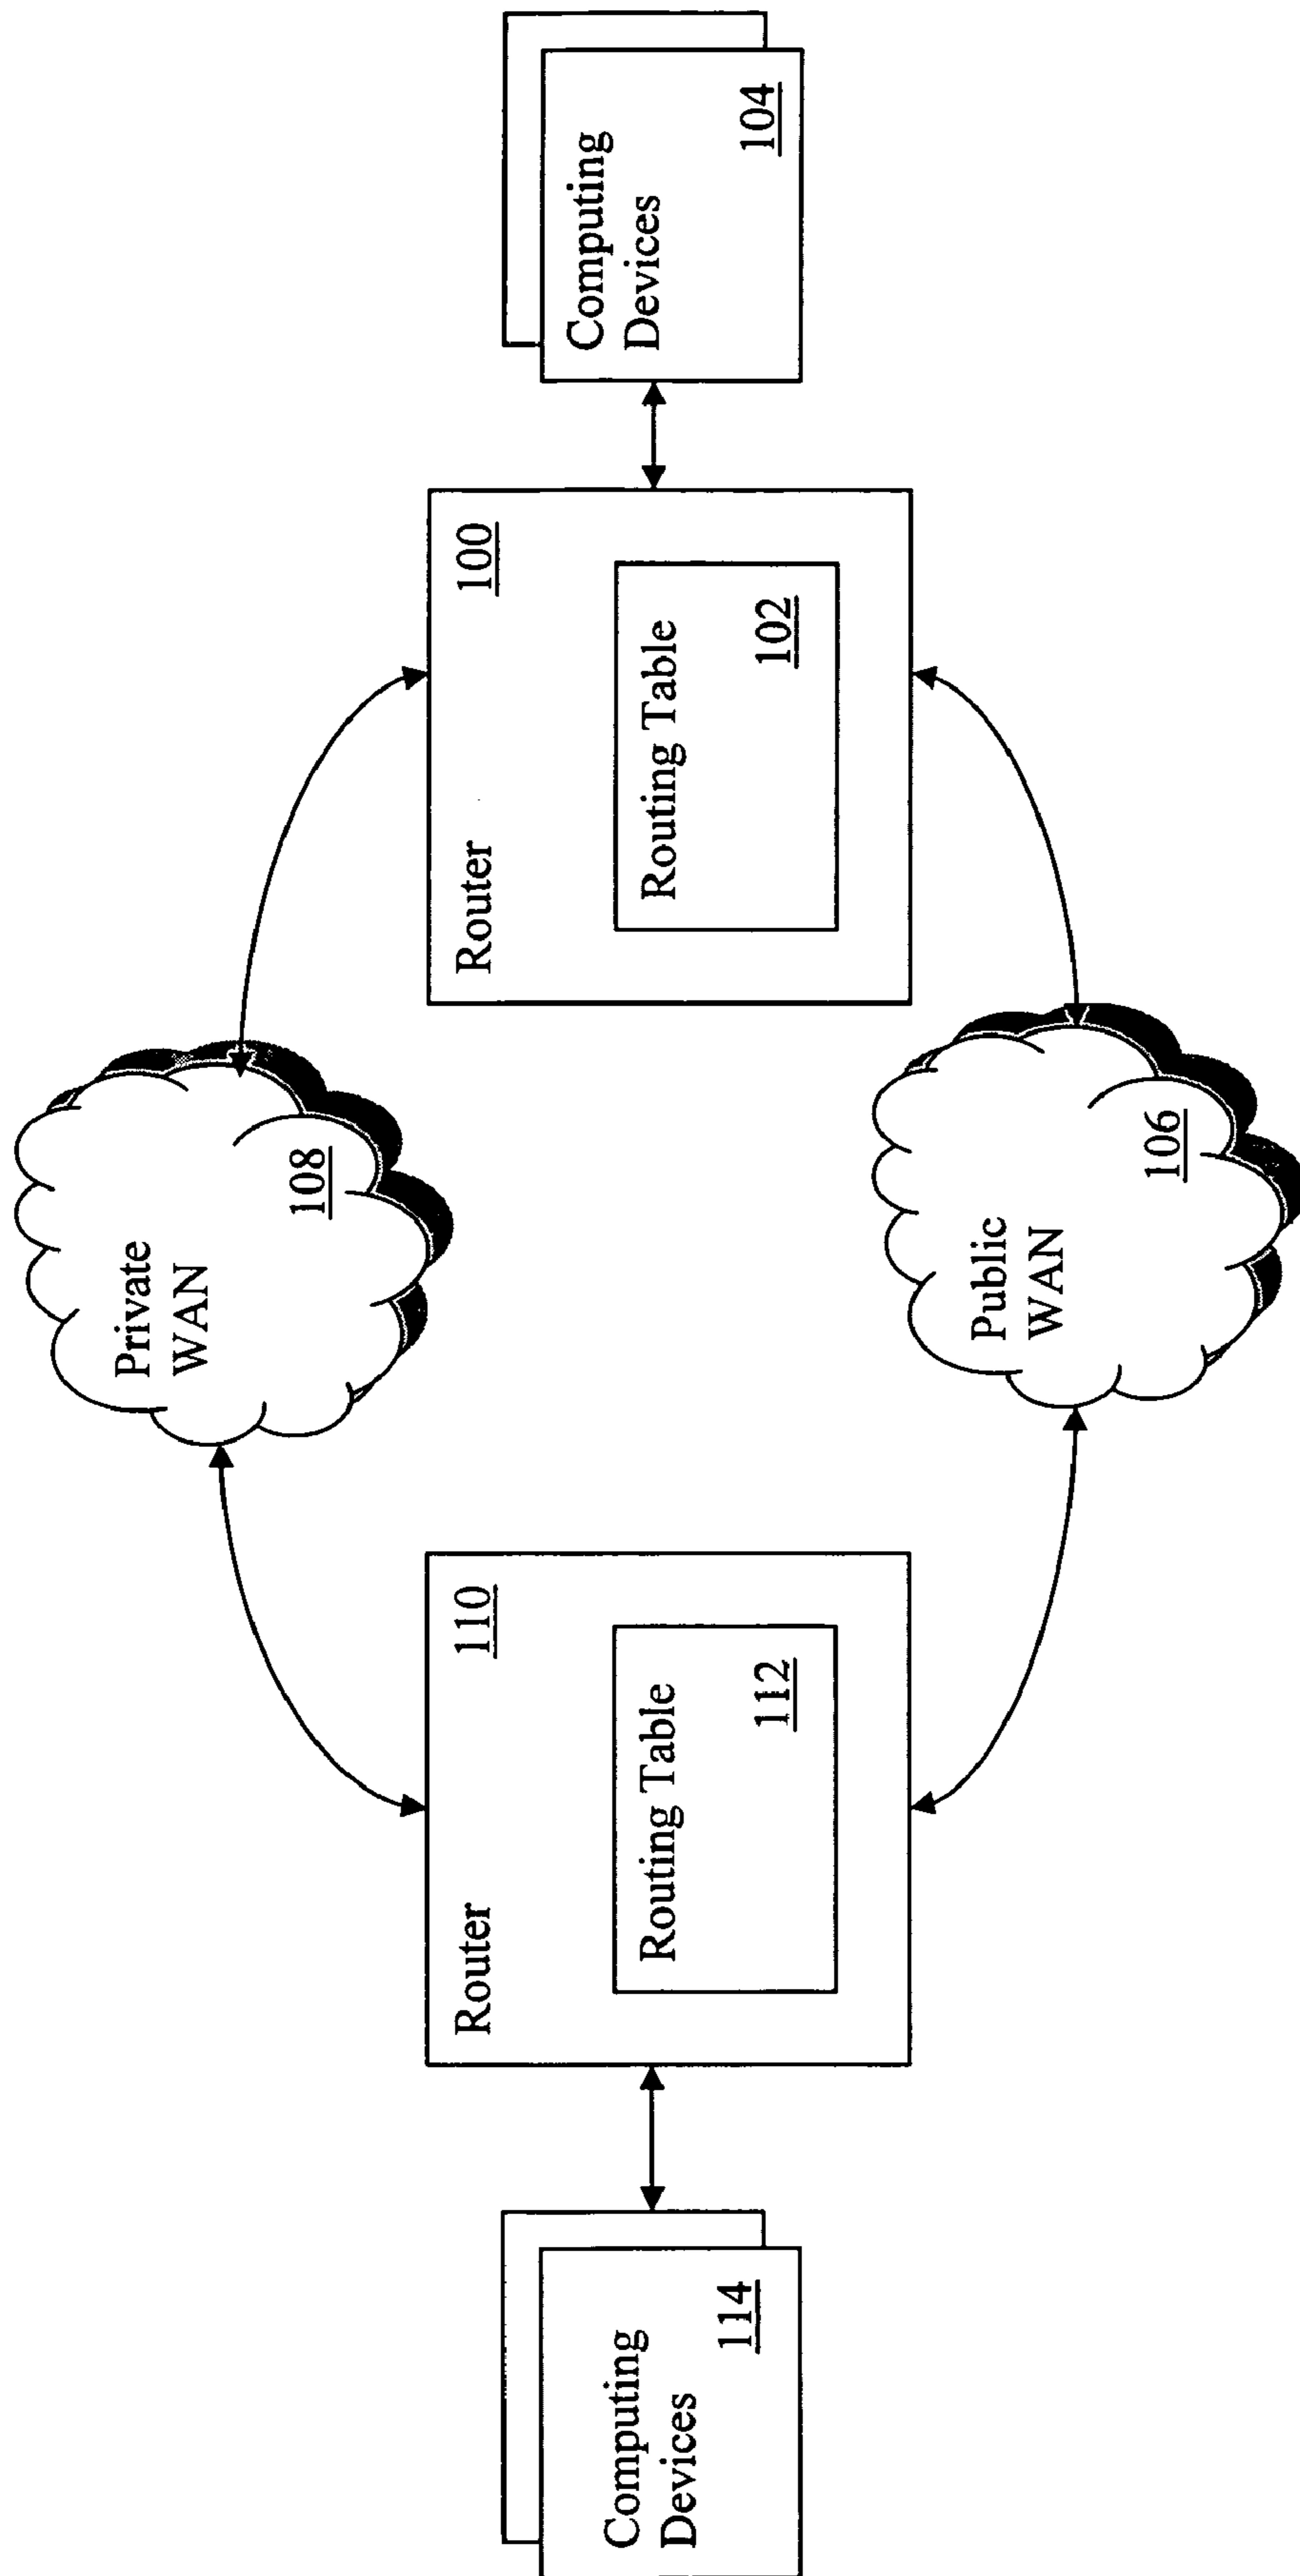 Private
WAN
108
Computing
Devices
114
Router
110
Routing Table
112
Router
100
Routing Table
102
Computing
Devices
104
Public
WAN
106